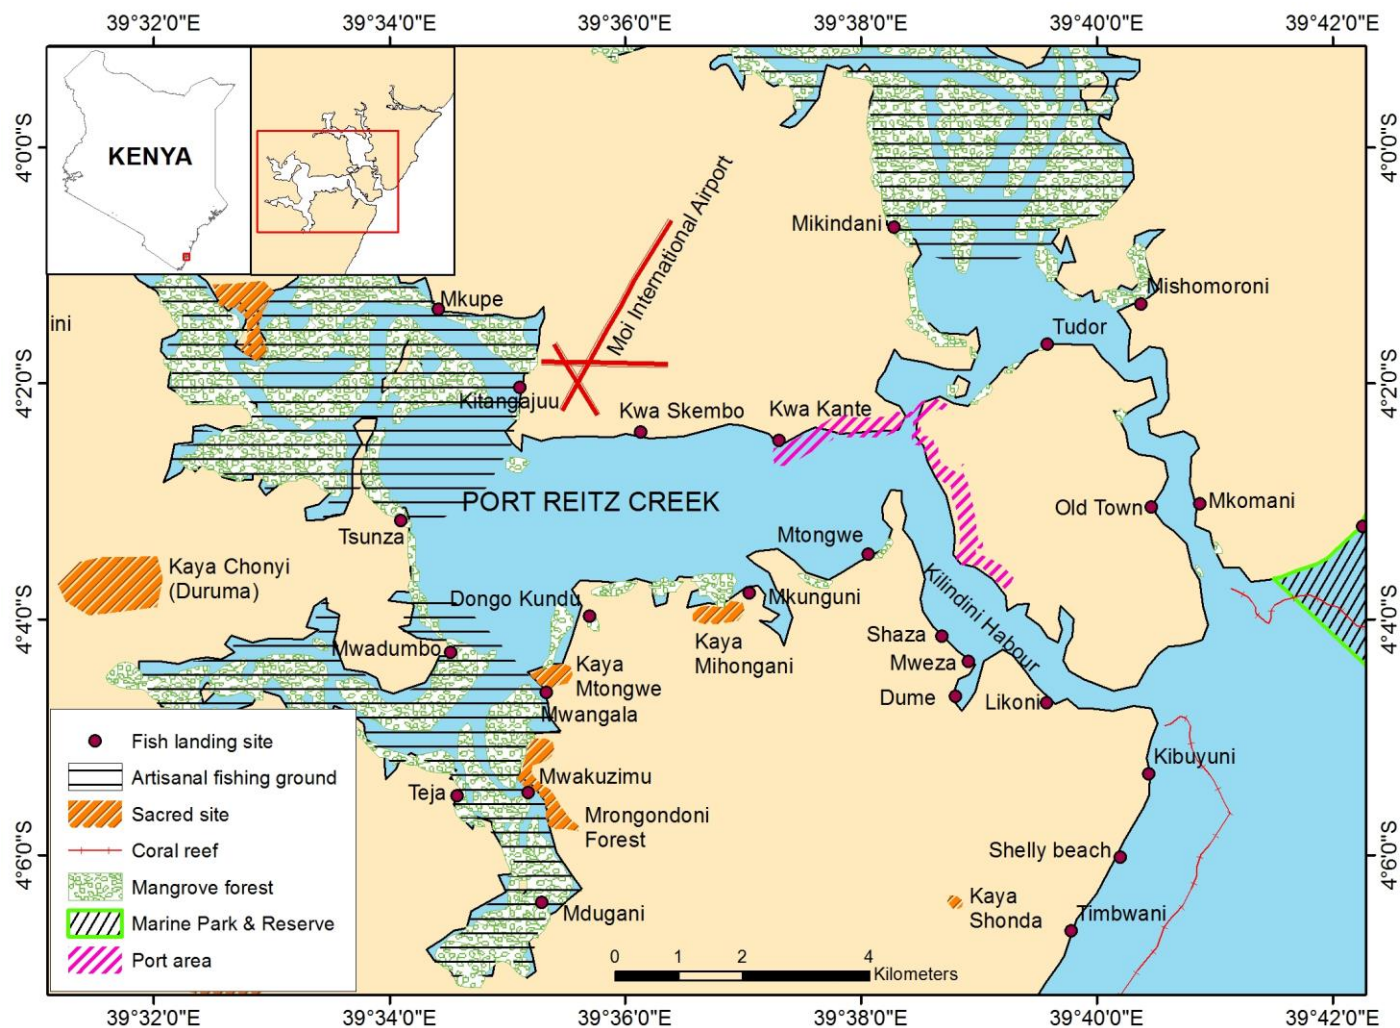 39°32'0"E
39°34'0"E
39°36'0"E
39°38'0"E
39°40'0"E
39°42'0"E
4°0'0"S
4°0'0"S
KENYA
Moi International Airport
Mikindani
Mishomoroni
Mkupe
ini
Tudor
4°2'0"S
4°2'0"S
Kitangajuu
Kwa Skembo
Kwa Kante
PORT REITZ CREEK
Old Town
Mkomani
Tsunza
Mtongwe
Kaya Chonyi
(Duruma)
Kilindini Habour
Dongo Kundu
Mkunguni
4°40'0"S
4°40'0"S
Shaza
Mwadumbo
Kaya
Mihongani
Mweza
Kaya
Mtongwe
Dume
Likoni
Mwangala
Fish landing site
Artisanal fishing ground
Sacred site
Coral reef
Mangrove forest
Marine Park & Reserve
Port area
Kibuyuni
Mwakuzimu
Teja
Mrongondoni
Forest
Shelly beach
4°6'0"S
4°6'0"S
Kaya
Shonda
Mdugani
Timbwani
0 1 2 4
Kilometers
39°32'0"E
39°34'0"E
39°36'0"E
39°38'0"E
39°40'0"E
39°42'0"E